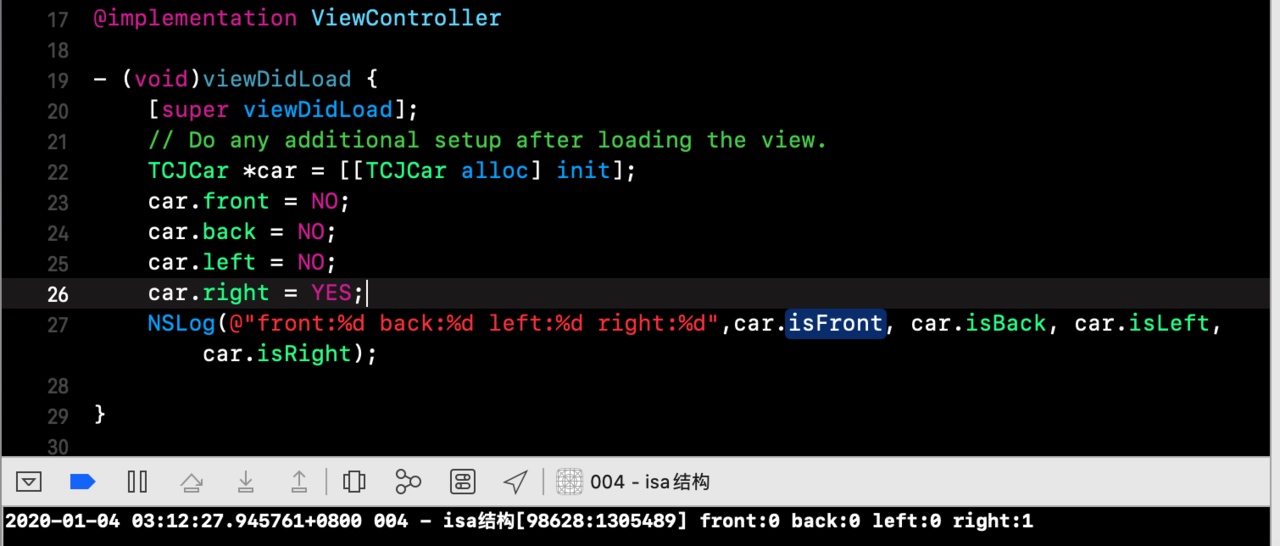 17 @implementation ViewController
18
19 - (void)viewDidLoad {
20 [super viewDidLoad];
21 // Do any additional setup after loading the view.
22 TCJCar *car = [[TCJCar alloc] init];
23 car.front = NO;
24 car.back = NO;
25 car.left = NO;
26 car.right = YES;
27 NSLog(@"front:%d back:%d left:%d right:%d",car.isFront, car.isBack, car.isLeft,
car.isRight);
28
29 }
30
004 - isa结构
2020-01-04 03:12:27.945761+0800 004 - isa结构[98628:1305489] front:0 back:0 left:0 right:1